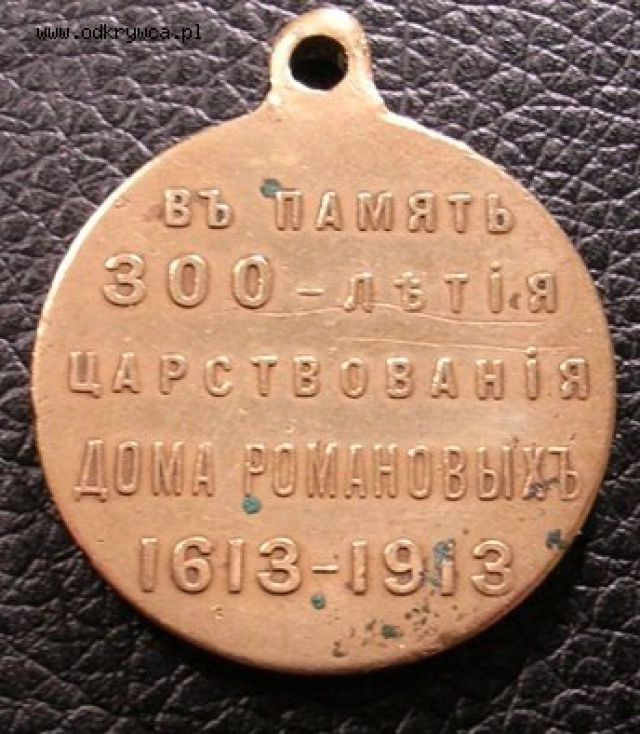 www.odkrywca.pl
ВЪ ПАМЯТЬ
300-ЛѢТІЯ
ЦАРСТВОВАНІЯ
ДОМА РОМАНОВЫХЪ
1613-1913